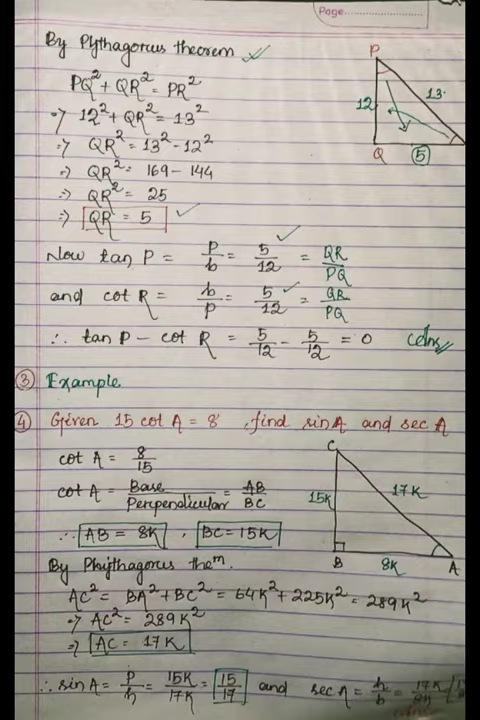 Page..................
By Pythagorus theorem
PQ² + QR² = PR²
=> 12² + QR² = 13²
=> QR² = 13² - 12²
=> QR² = 169 - 144
=> QR² = 25
=> QR = 5
P
12
13
Q
5
Now tan P = p/b = 5/12 = QR/PQ
and cot R = b/p = 5/12 = QR/PQ
∴ tan P - cot R = 5/12 - 5/12 = 0
③ Example
④ Given 15 cot A = 8, find sin A and sec A
cot A = 8/15
cot A = Base/Perpendicular = AB/BC
∴ AB = 8K, BC = 15K
C
15K
17K
B
8K
A
By Phythagorus theᵐ.
AC² = BA² + BC² = 64K² + 225K² = 289K²
=> AC² = 289K²
=> AC = 17K
∴ sin A = p/h = 15K/17K = 15/17 and sec A = h/b = 17K/8K